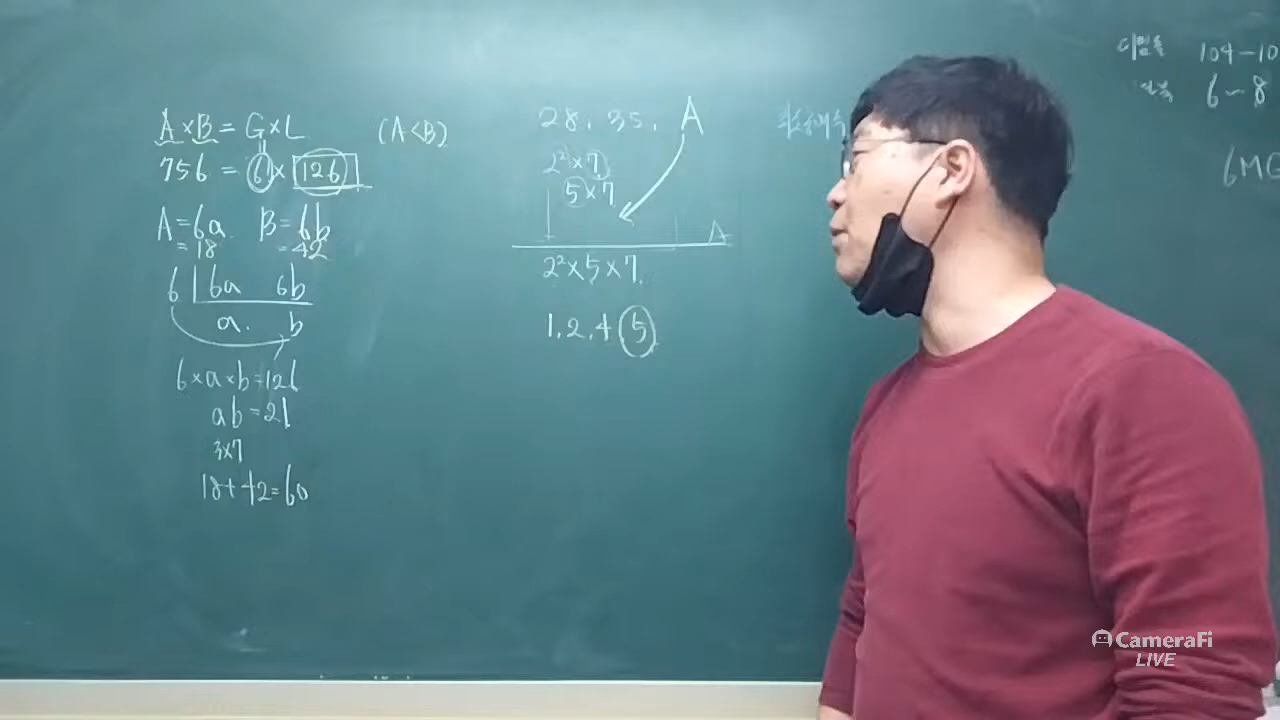 A×B = G×L (A<B)
756 = 6×126
A=6a B=6b
=18 =42
6 6a 6b
a. b
6×a×b=126
ab=21
3×7
18+42=60
28, 35, A
2²×7
5×7
A
2²×5×7
1, 2, 4 5
104-10
6~8
6MG
CameraFi
LIVE